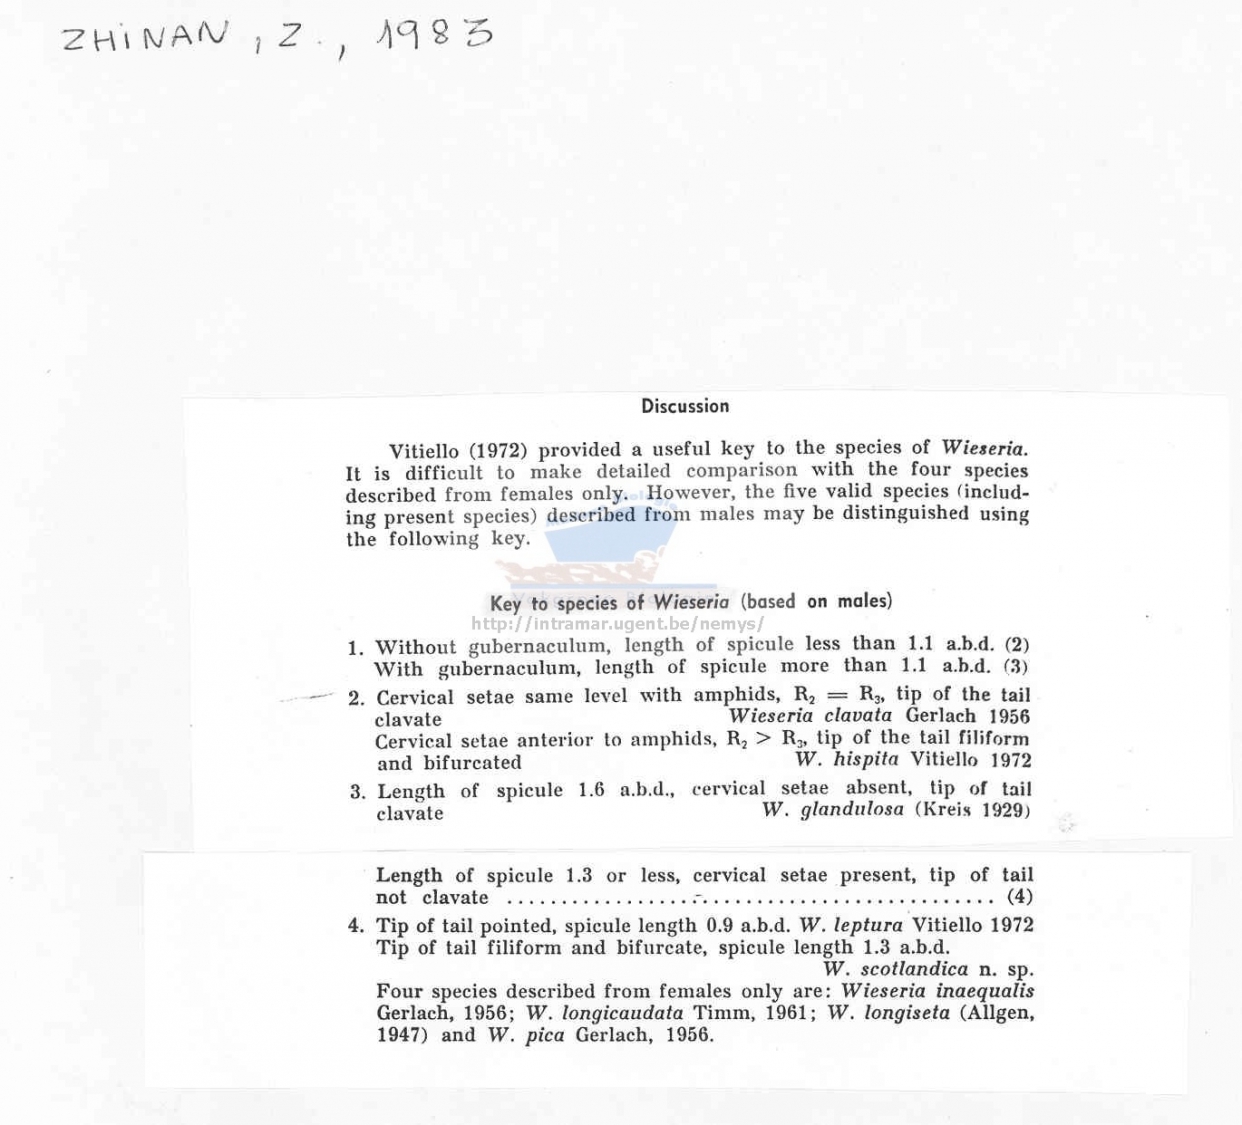 ZHINAN, Z., 1983
Discussion
Vitiello (1972) provided a useful key to the species of Wieseria.
It is difficult to make detailed comparison with the four species
described from females only. However, the five valid species (includ-
ing present species) described from males may be distinguished using
the following key.
Key to species of Wieseria (based on males)
http://intramar.ugent.be/nemys/
1. Without gubernaculum, length of spicule less than 1.1 a.b.d. (2)
With gubernaculum, length of spicule more than 1.1 a.b.d. (3)
2. Cervical setae same level with amphids, R₂ = R₃, tip of the tail
clavate Wieseria clavata Gerlach 1956
Cervical setae anterior to amphids, R₂ > R₃, tip of the tail filiform
and bifurcated W. hispita Vitiello 1972
3. Length of spicule 1.6 a.b.d., cervical setae absent, tip of tail
clavate W. glandulosa (Kreis 1929)
Length of spicule 1.3 or less, cervical setae present, tip of tail
not clavate ............................................. (4)
4. Tip of tail pointed, spicule length 0.9 a.b.d. W. leptura Vitiello 1972
Tip of tail filiform and bifurcate, spicule length 1.3 a.b.d.
W. scotlandica n. sp.
Four species described from females only are: Wieseria inaequalis
Gerlach, 1956; W. longicaudata Timm, 1961; W. longiseta (Allgen,
1947) and W. pica Gerlach, 1956.